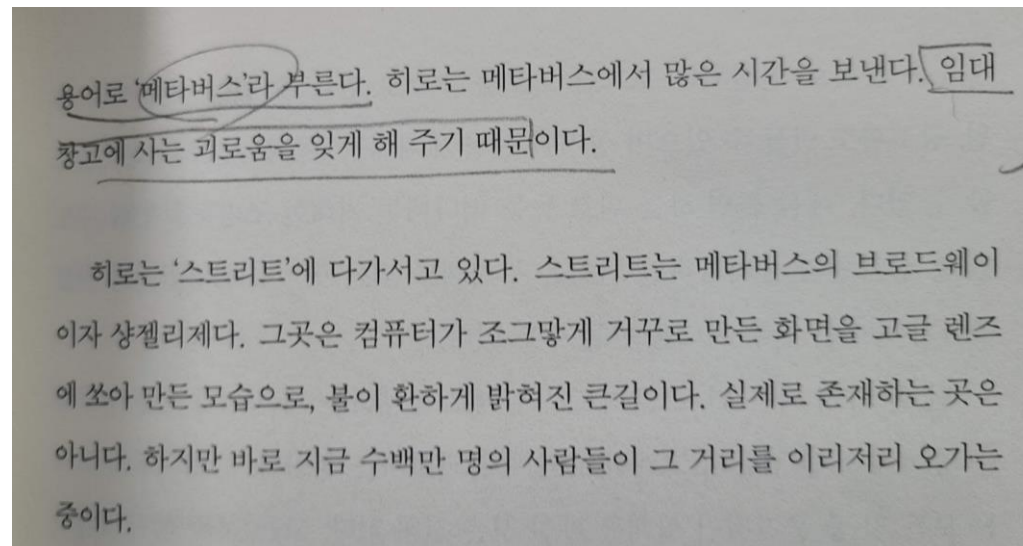 용어로 '메타버스'라 부른다. 히로는 메타버스에서 많은 시간을 보낸다. 임대
창고에 사는 괴로움을 잊게 해 주기 때문이다.
히로는 '스트리트'에 다가서고 있다. 스트리트는 메타버스의 브로드웨이
이자 샹젤리제다. 그곳은 컴퓨터가 조그맣게 거꾸로 만든 화면을 고글 렌즈
에 쏘아 만든 모습으로, 불이 환하게 밝혀진 큰길이다. 실제로 존재하는 곳은
아니다. 하지만 바로 지금 수백만 명의 사람들이 그 거리를 이리저리 오가는
중이다.